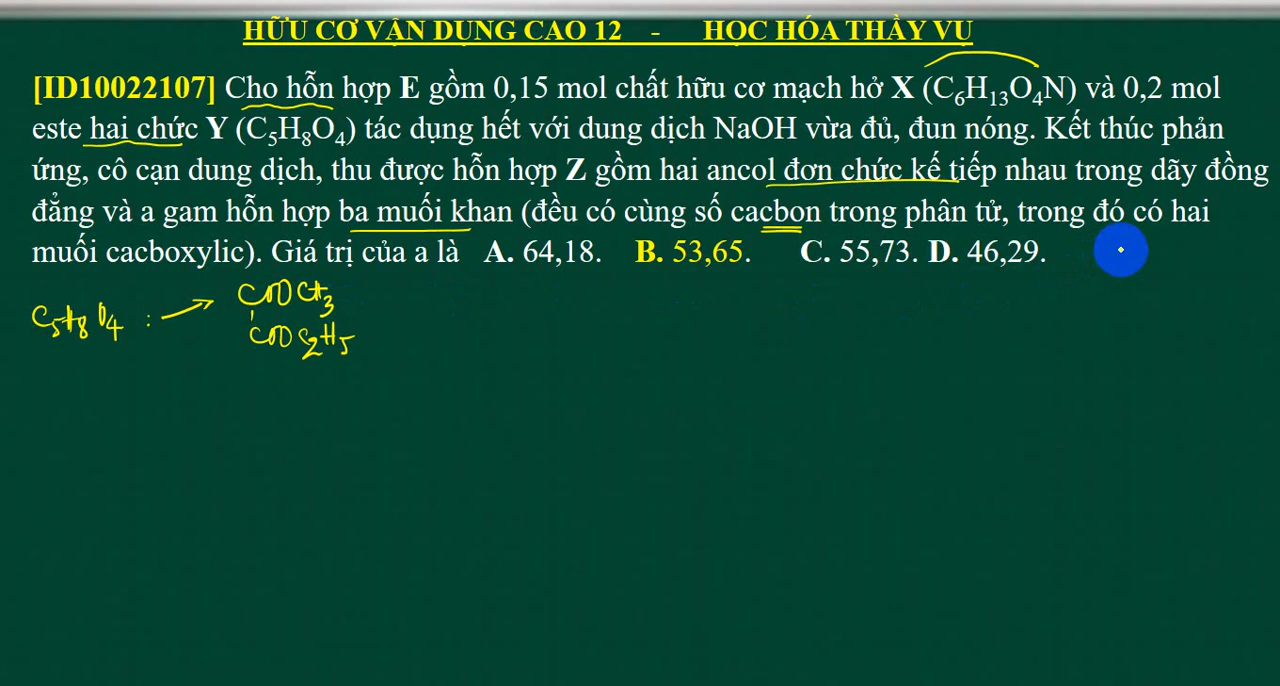 HỮU CƠ VẬN DỤNG CAO 12 - HỌC HÓA THẦY VỤ
[ID10022107] Cho hỗn hợp E gồm 0,15 mol chất hữu cơ mạch hở X (C₆H₁₃O₄N) và 0,2 mol
este hai chức Y (C₅H₈O₄) tác dụng hết với dung dịch NaOH vừa đủ, đun nóng. Kết thúc phản
ứng, cô cạn dung dịch, thu được hỗn hợp Z gồm hai ancol đơn chức kế tiếp nhau trong dãy đồng
đẳng và a gam hỗn hợp ba muối khan (đều có cùng số cacbon trong phân tử, trong đó có hai
muối cacboxylic). Giá trị của a là A. 64,18. B. 53,65. C. 55,73. D. 46,29.
COOCH₃
C₅H₈O₄ :
COOC₂H₅